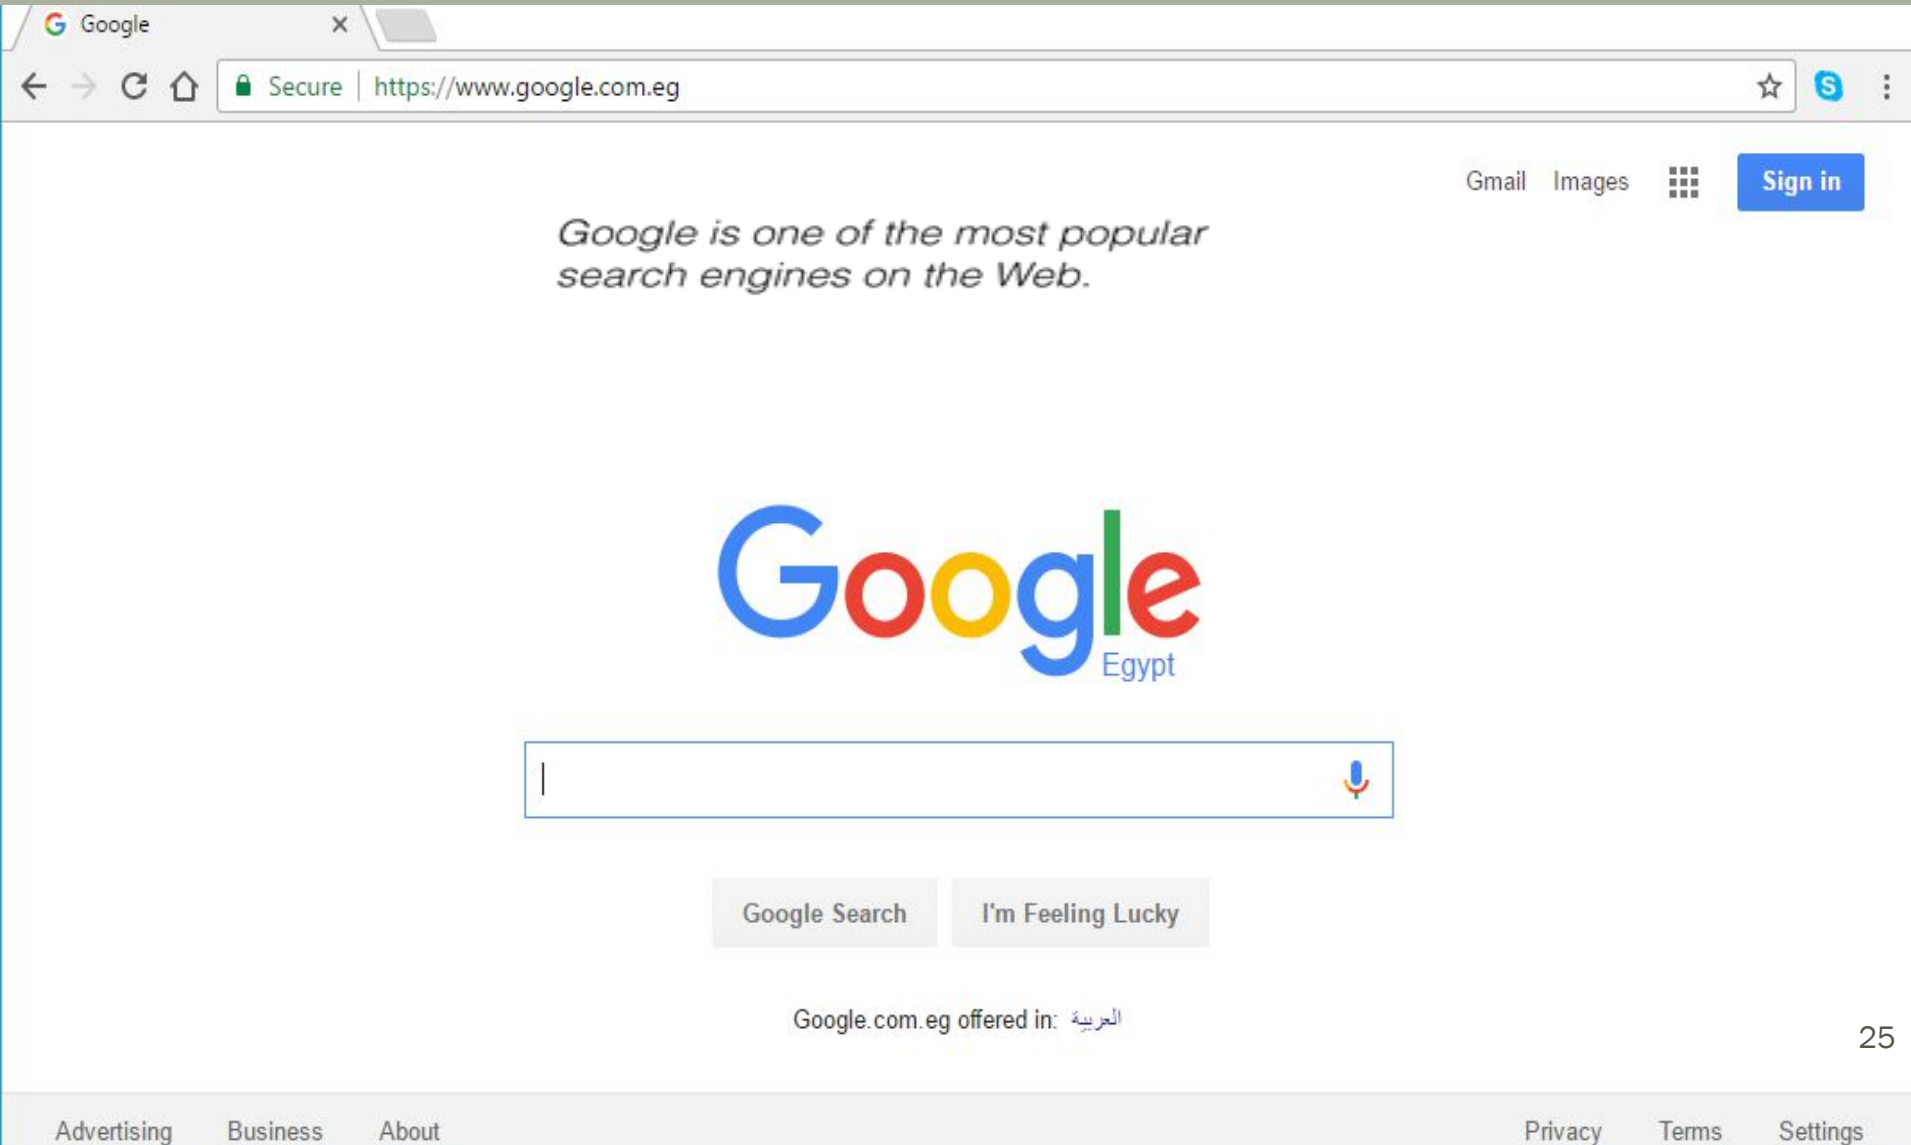 Google
Secure | https://www.google.com.eg
Gmail Images Sign in
Google is one of the most popular
search engines on the Web.
Google
Egypt
Google Search I'm Feeling Lucky
Google.com.eg offered in: العربية
25
Advertising Business About Privacy Terms Settings